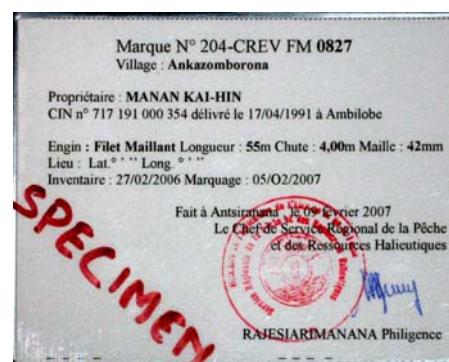 Marque N° 204-CREV FM 0827
Village : Ankazomborona
Propriétaire : MANAN KAI-HIN
CIN n° 717 191 000 354 délivré le 17/04/1991 à Ambilobe
Engin : Filet Maillant Longueur : 55m Chute : 4,00m Maille : 42mm
Lieu : Lat.° ' '' Long. ° ' ''
Inventaire : 27/02/2006 Marquage : 05/O2/2007
Fait à Antsiranana le 09 février 2007
Le Chef de Service Régional de la Pêche
et des Ressources Halieutiques
SPECIMEN
RAJESIARIMANANA Philigence